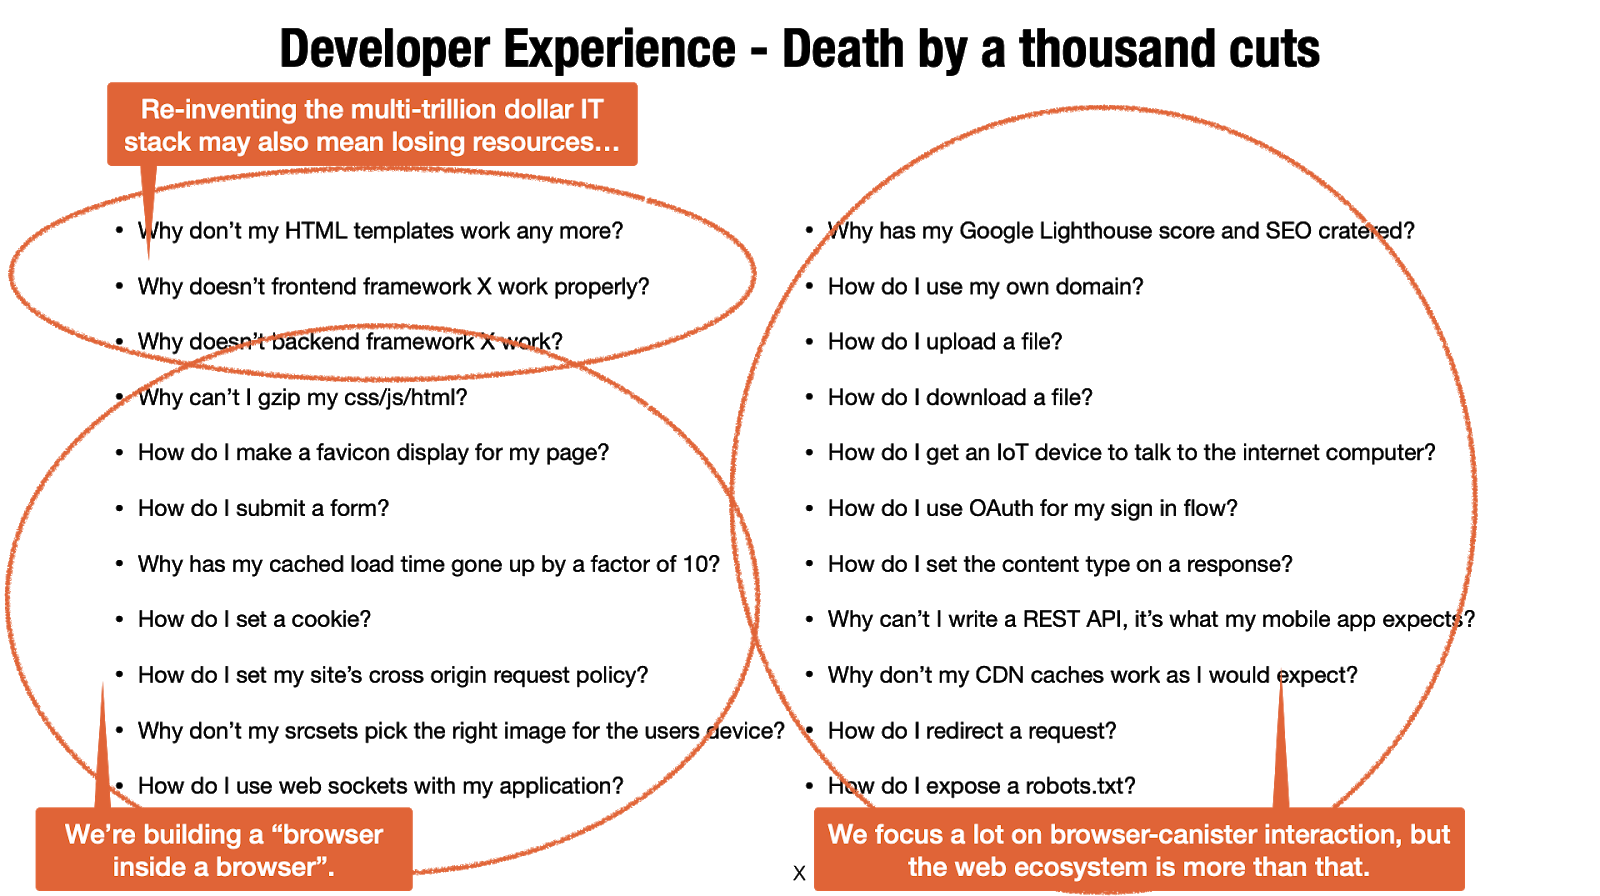 Developer Experience - Death by a thousand cuts
Re-inventing the multi-trillion dollar IT
stack may also mean losing resources…
• Why don’t my HTML templates work any more?
• Why doesn’t frontend framework X work properly?
• Why doesn’t backend framework X work?
• Why can’t I gzip my css/js/html?
• How do I make a favicon display for my page?
• How do I submit a form?
• Why has my cached load time gone up by a factor of 10?
• How do I set a cookie?
• How do I set my site’s cross origin request policy?
• Why don’t my srcsets pick the right image for the users device?
• How do I use web sockets with my application?
We’re building a “browser
inside a browser”.
• Why has my Google Lighthouse score and SEO cratered?
• How do I use my own domain?
• How do I upload a file?
• How do I download a file?
• How do I get an IoT device to talk to the internet computer?
• How do I use OAuth for my sign in flow?
• How do I set the content type on a response?
• Why can’t I write a REST API, it’s what my mobile app expects?
• Why don’t my CDN caches work as I would expect?
• How do I redirect a request?
• How do I expose a robots.txt?
We focus a lot on browser-canister interaction, but
the web ecosystem is more than that.
X